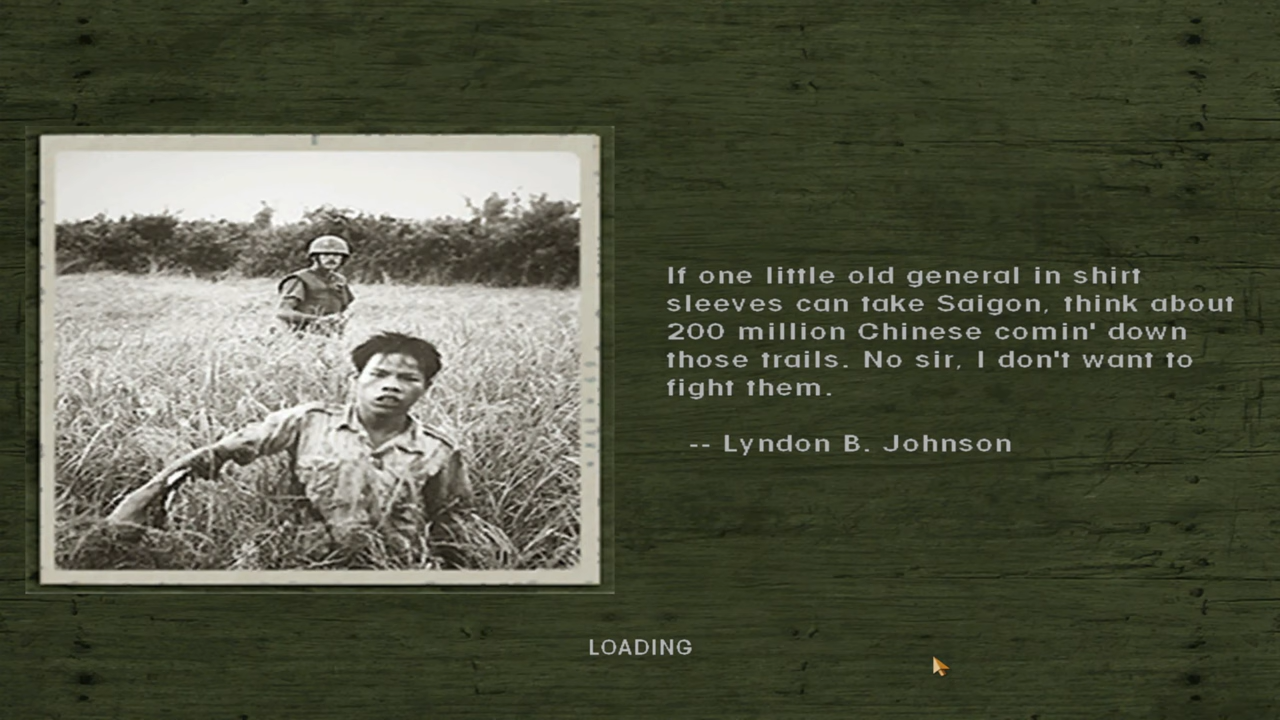 If one little old general in shirt
sleeves can take Saigon, think about
200 million Chinese comin' down
those trails. No sir, I don't want to
fight them.
-- Lyndon B. Johnson
LOADING